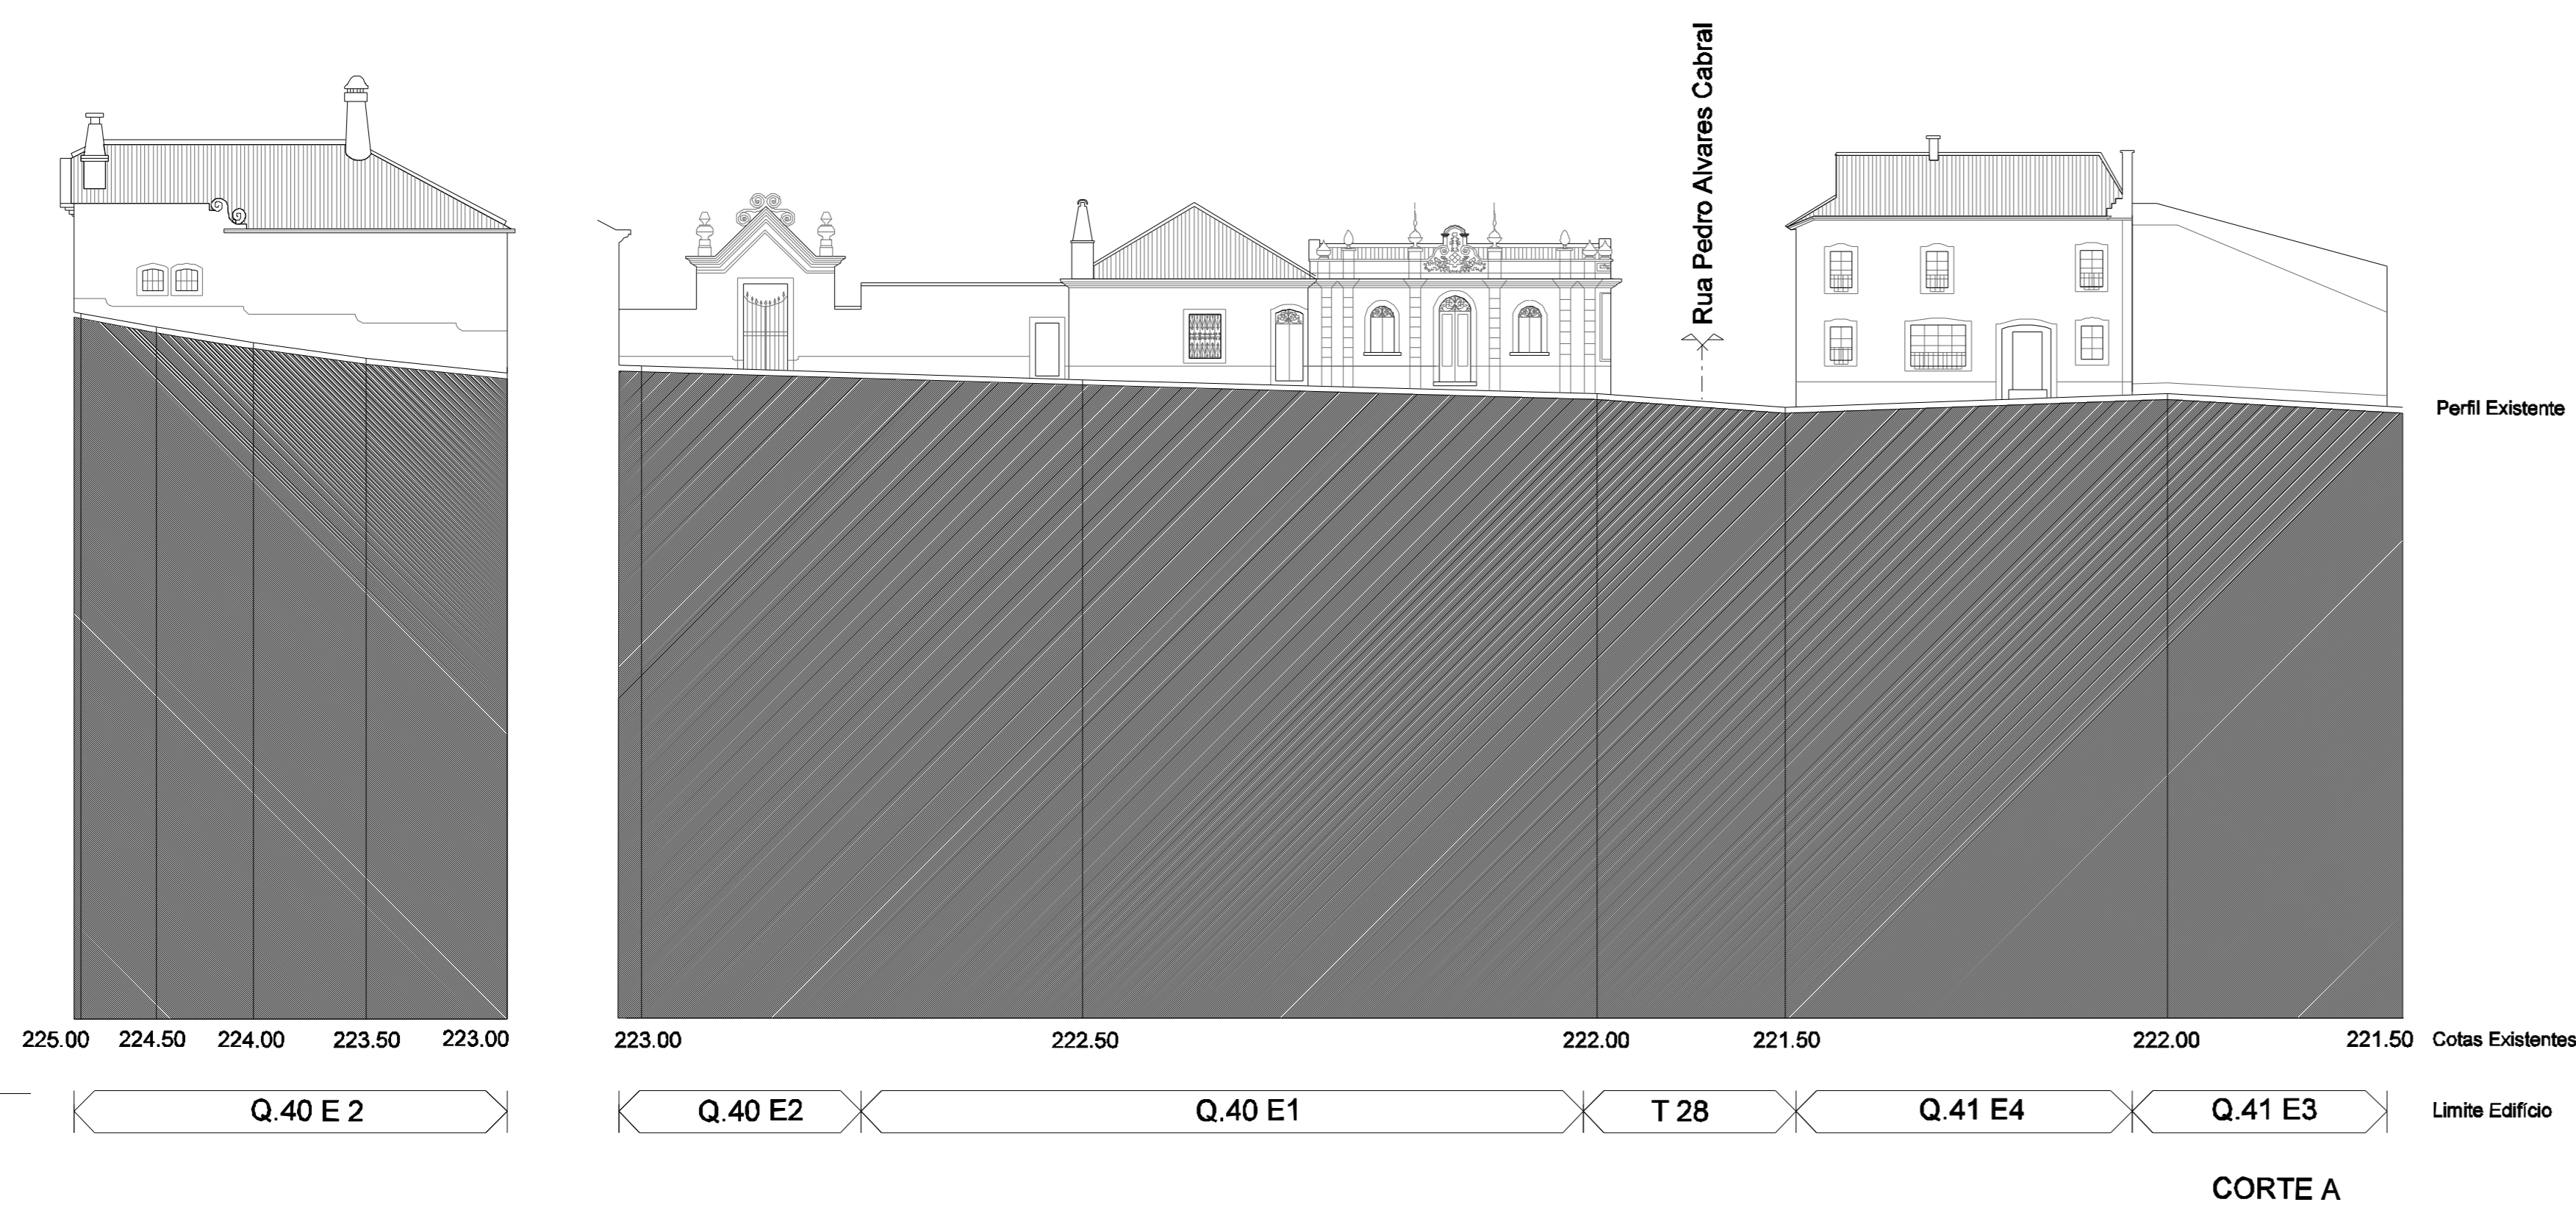 Rua Pedro Alvares Cabral
Perfil Existente
225.00 224.50 224.00 223.50 223.00 223.00 222.50 222.00 221.50 222.00 221.50 Cotas Existentes
Q.40 E 2 Q.40 E2 Q.40 E1 T 28 Q.41 E4 Q.41 E3 Limite Edifício
CORTE A